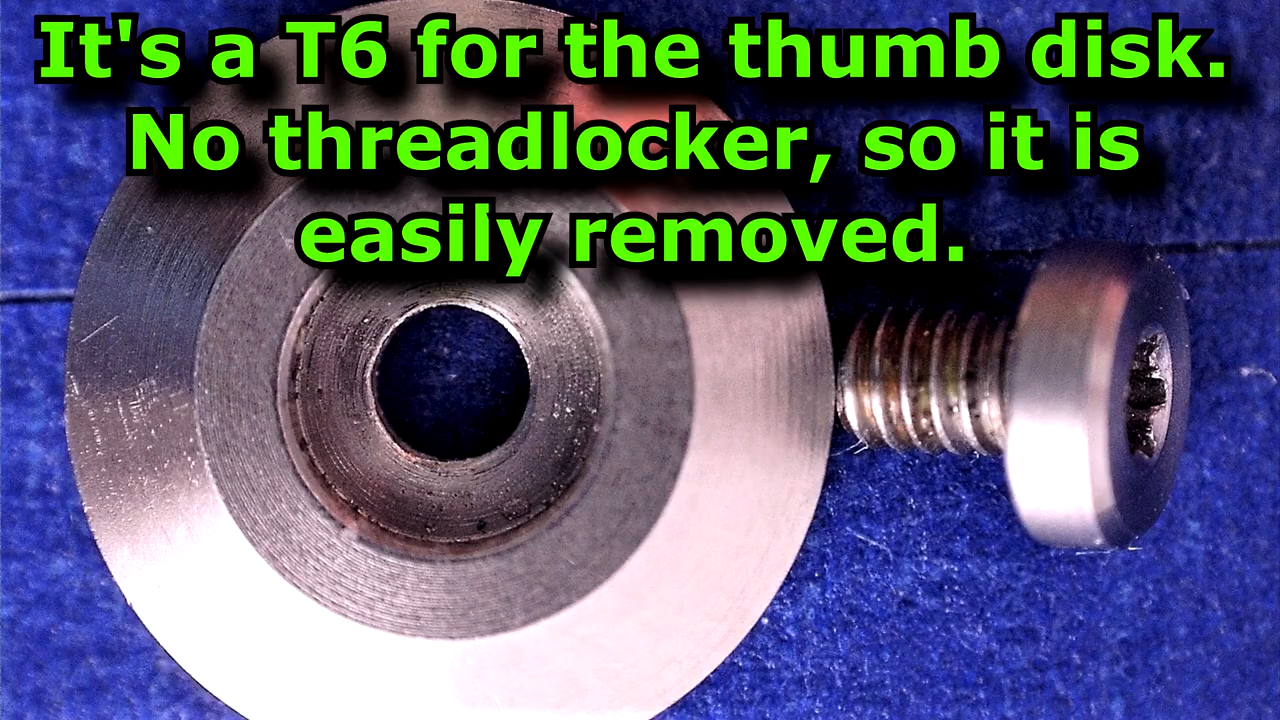 It's a T6 for the thumb disk.
No threadlocker, so it is
easily removed.